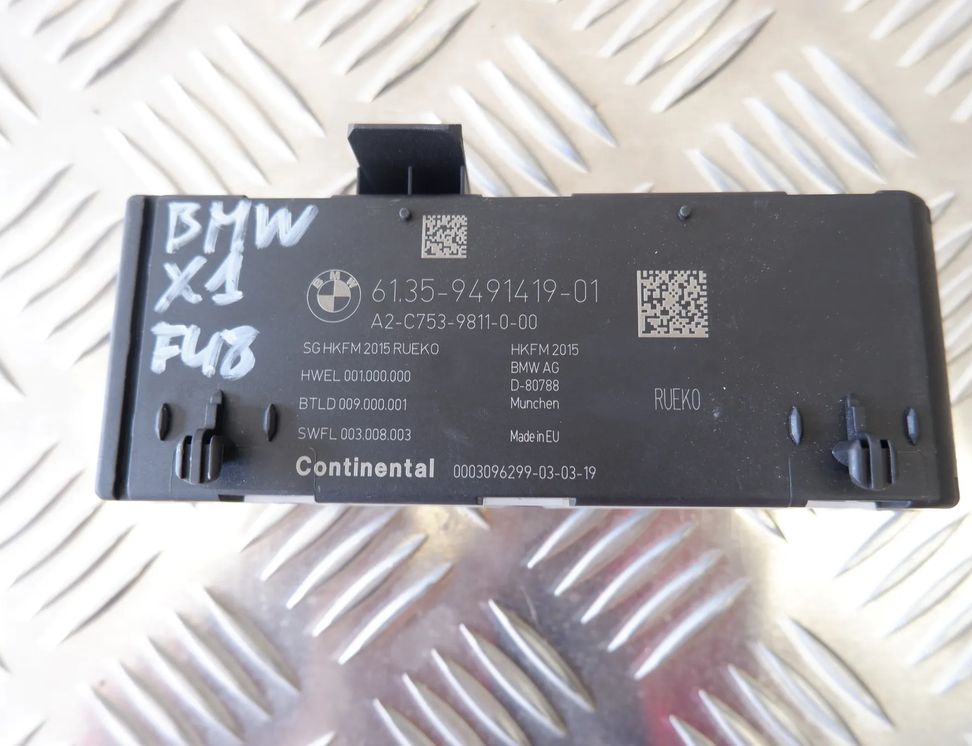 BMW
X1
F48
BMW
61.35-9491419-01
A2-C753-9811-0-00
SG HKFM 2015 RUEKO
HWEL 001.000.000
BTLD 009.000.001
SWFL 003.008.003
HKFM 2015
BMW AG
D-80788
Munchen
Made in EU
RUEKO
Continental 0003096299-03-03-19